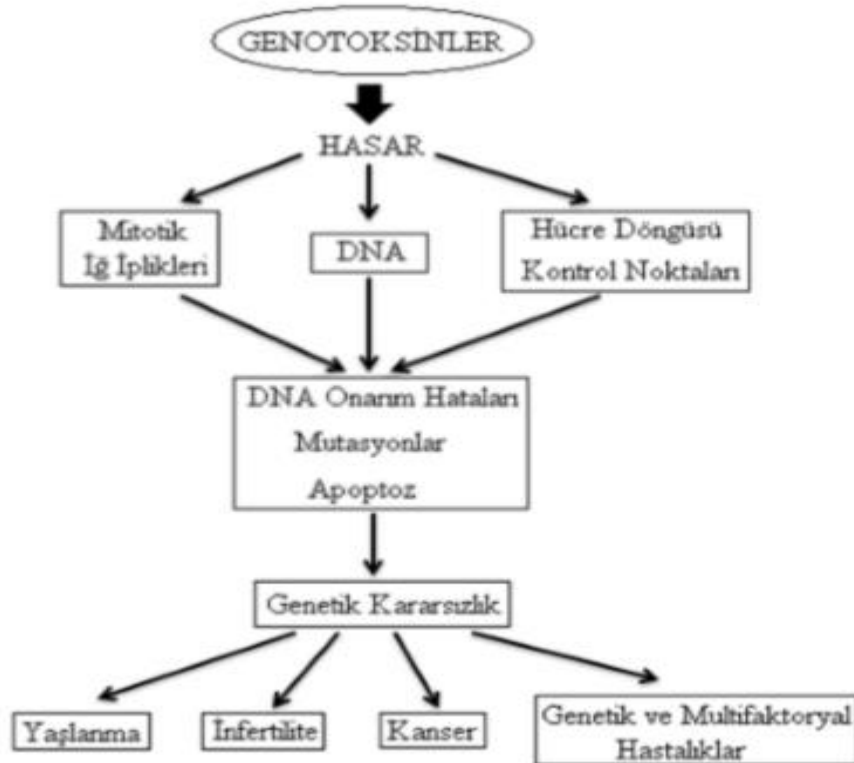 GENOTOKSİNLER
HASAR
Mitotik
İğ İplikleri
DNA
Hücre Döngüsü
Kontrol Noktaları
DNA Onarım Hataları
Mutasyonlar
Apoptoz
Genetik Kararsızlık
Yaşlanma
İnfertilite
Kanser
Genetik ve Multifaktoryal
Hastalıklar